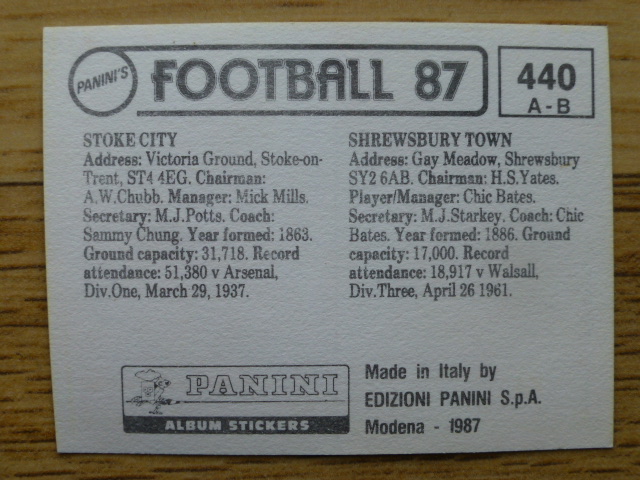 PANINI'S
FOOTBALL 87
440
A-B
STOKE CITY
Address: Victoria Ground, Stoke-on-
Trent, ST4 4EG. Chairman:
A.W.Chubb. Manager: Mick Mills.
Secretary: M.J.Potts. Coach:
Sammy Chung. Year formed: 1863.
Ground capacity: 31,718. Record
attendance: 51,380 v Arsenal,
Div.One, March 29, 1937.
SHREWSBURY TOWN
Address: Gay Meadow, Shrewsbury
SY2 6AB. Chairman: H.S.Yates.
Player/Manager: Chic Bates.
Secretary: M.J.Starkey. Coach: Chic
Bates. Year formed: 1886. Ground
capacity: 17,000. Record
attendance: 18,917 v Walsall,
Div.Three, April 26 1961.
PANINI
ALBUM STICKERS
Made in Italy by
EDIZIONI PANINI S.p.A.
Modena - 1987